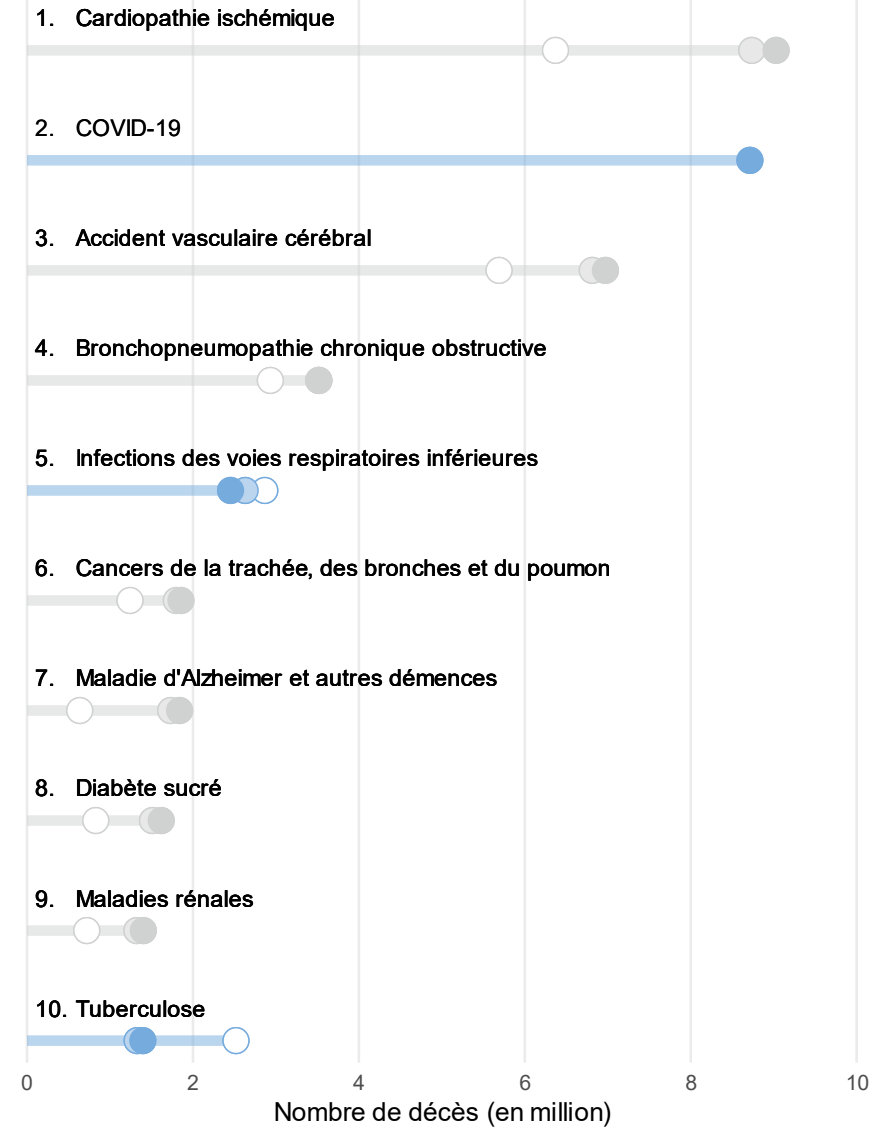 1. Cardiopathie ischémique
2. COVID-19
3. Accident vasculaire cérébral
4. Bronchopneumopathie chronique obstructive
5. Infections des voies respiratoires inférieures
6. Cancers de la trachée, des bronches et du poumon
7. Maladie d'Alzheimer et autres démences
8. Diabète sucré
9. Maladies rénales
10. Tuberculose
0 2 4 6 8 10
Nombre de décès (en million)